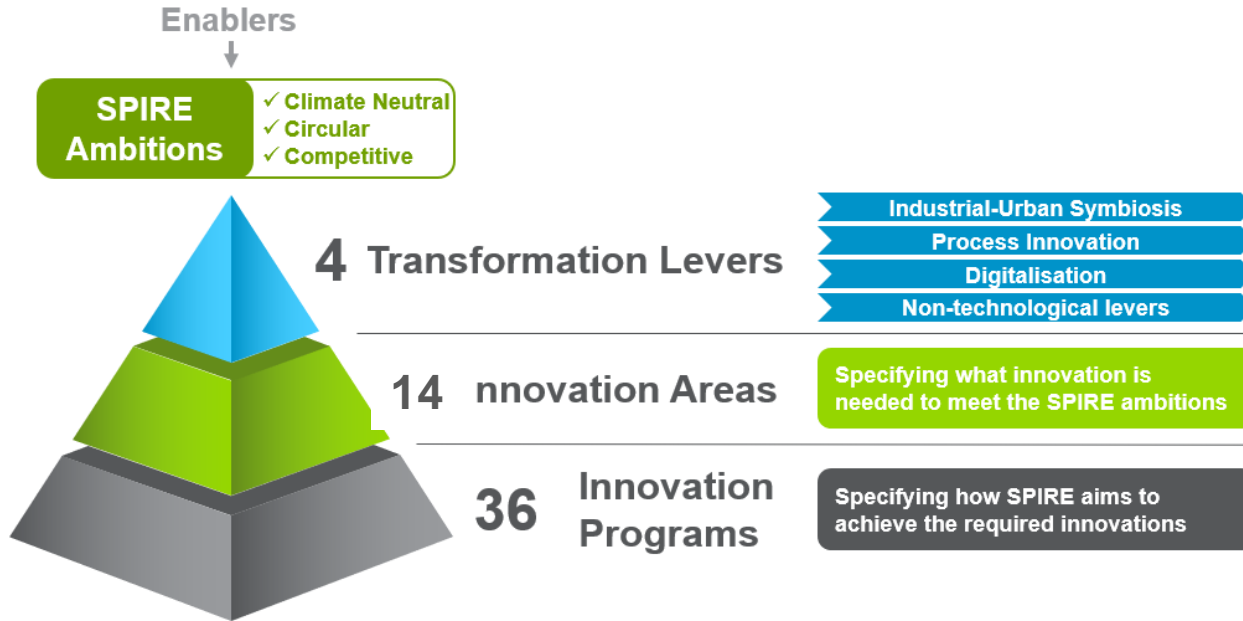 Enablers
SPIRE
Ambitions
✓ Climate Neutral
✓ Circular
✓ Competitive
4 Transformation Levers
Industrial-Urban Symbiosis
Process Innovation
Digitalisation
Non-technological levers
14 nnovation Areas
Specifying what innovation is
needed to meet the SPIRE ambitions
36 Innovation
Programs
Specifying how SPIRE aims to
achieve the required innovations